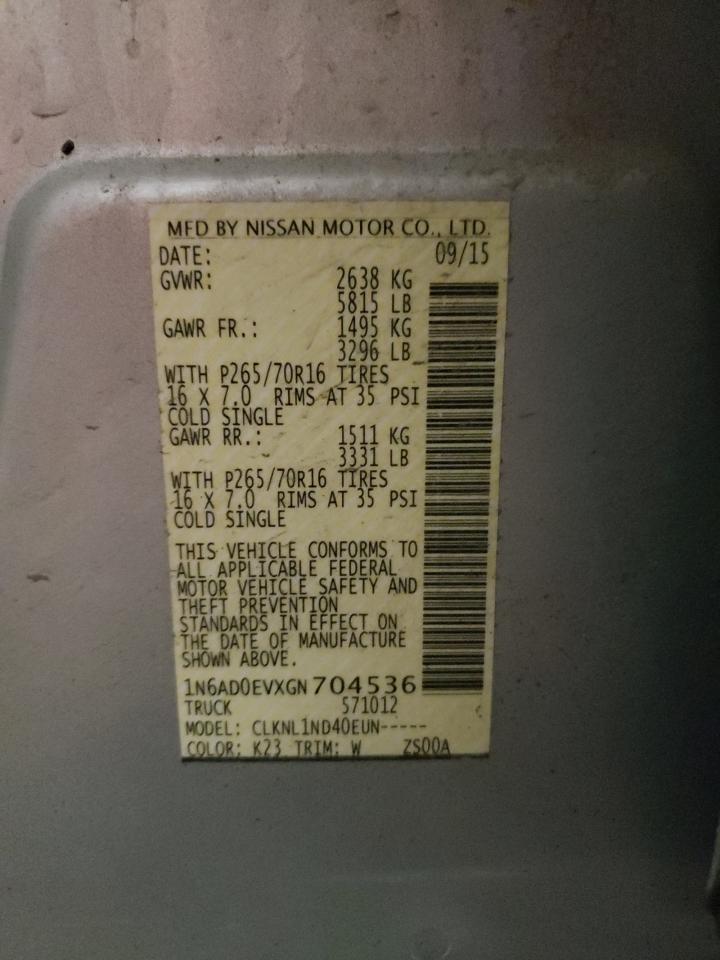 MFD BY NISSAN MOTOR CO., LTD.
DATE: 09/15
GVWR: 2638 KG
5815 LB
GAWR FR.: 1495 KG
3296 LB
WITH P265/70R16 TIRES
16 X 7.0 RIMS AT 35 PSI
COLD SINGLE
GAWR RR.: 1511 KG
3331 LB
WITH P265/70R16 TIRES
16 X 7.0 RIMS AT 35 PSI
COLD SINGLE
THIS VEHICLE CONFORMS TO
ALL APPLICABLE FEDERAL
MOTOR VEHICLE SAFETY AND
THEFT PREVENTION
STANDARDS IN EFFECT ON
THE DATE OF MANUFACTURE
SHOWN ABOVE.
1N6AD0EVXGN704536
TRUCK 571012
MODEL: CLKNL1ND40EUN-----
COLOR: K23 TRIM: W ZS00A